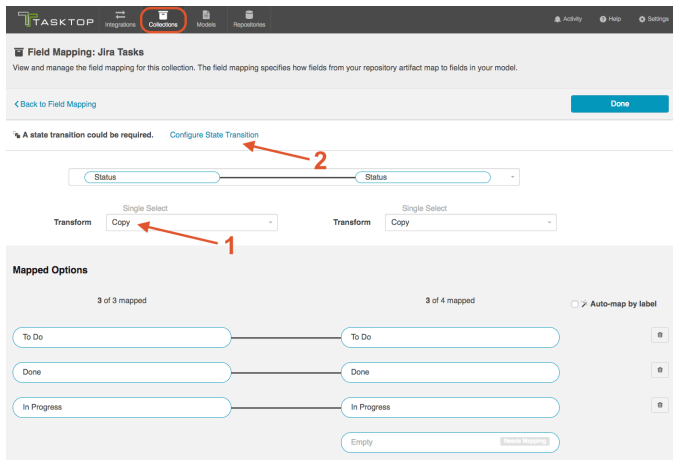 TASKTOP
Integrations
Collections
Models
Repositories
Activity
Help
Settings
Field Mapping: Jira Tasks
View and manage the field mapping for this collection. The field mapping specifies how fields from your repository artifact map to fields in your model.
Back to Field Mapping
Done
A state transition could be required. Configure State Transition
2
Status
Status
Single Select
Single Select
Transform Copy
Transform Copy
1
Mapped Options
3 of 3 mapped
3 of 4 mapped
Auto-map by label
To Do
To Do
Done
Done
In Progress
In Progress
Empty
Needs Mapping